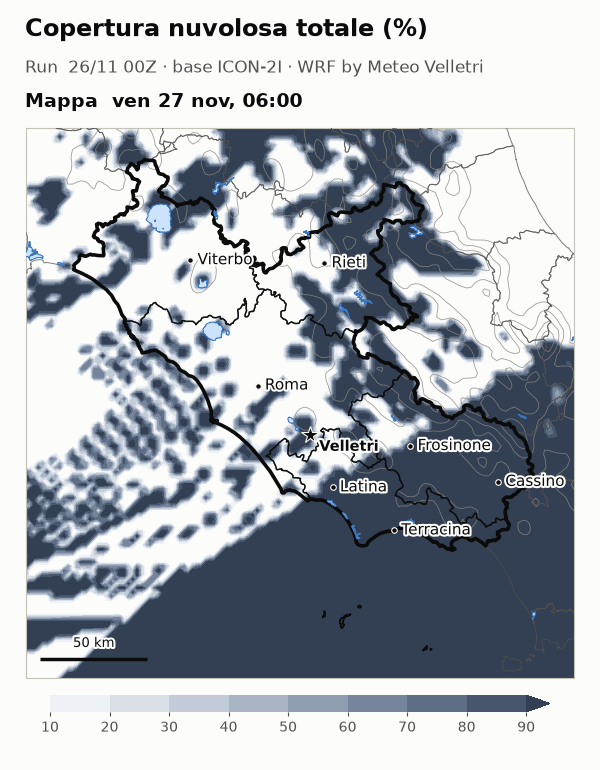 Copertura nuvolosa totale (%)
Run  26/11 00Z · base ICON-2I · WRF by Meteo Velletri
Mappa  ven 27 nov, 06:00
Viterbo
Rieti
Roma
Velletri
Frosinone
Latina
Cassino
Terracina
50 km
10 20 30 40 50 60 70 80 90